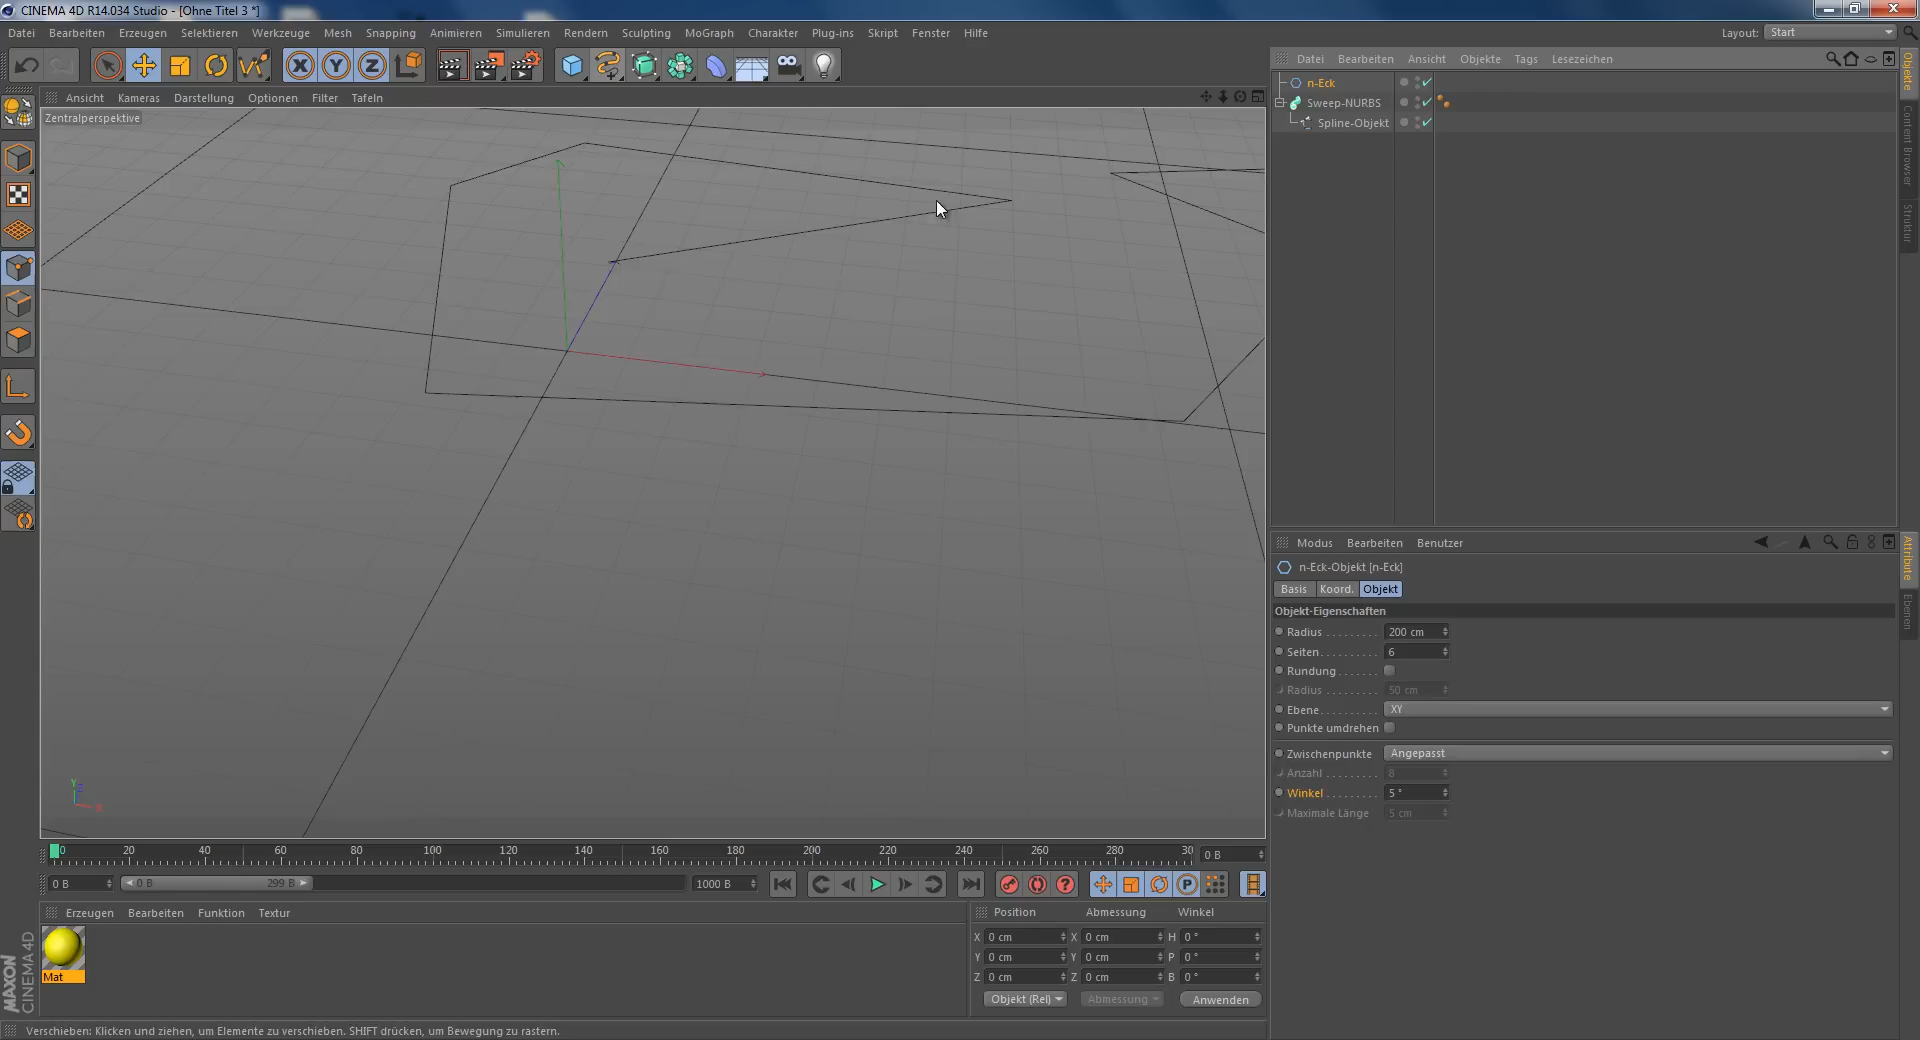 CINEMA 4D R14.034 Studio - [Ohne Titel 3 *]
Datei Bearbeiten Erzeugen Selektieren Werkzeuge Mesh Snapping Animieren Simulieren Rendern Sculpting MoGraph Charakter Plug-ins Skript Fenster Hilfe Layout: Start
Datei Bearbeiten Ansicht Objekte Tags Lesezeichen
Objekte
Content Browser
Struktur
n-Eck
Sweep-NURBS
Spline-Objekt
Ansicht Kameras Darstellung Optionen Filter Tafeln
Zentralperspektive
Y
X
Modus Bearbeiten Benutzer
Attribute
Ebenen
n-Eck-Objekt [n-Eck]
Basis Koord. Objekt
Objekt-Eigenschaften
Radius . . . . . . . . . 200 cm
Seiten. . . . . . . . . . 6
Rundung . . . . . . .
Radius . . . . . . . . . 50 cm
Ebene. . . . . . . . . . XY
Punkte umdrehen
Zwischenpunkte Angepasst
Anzahl . . . . . . . . . 8
Winkel . . . . . . . . . 5 °
Maximale Länge 5 cm
0 20 40 60 80 100 120 140 160 180 200 220 240 260 280 30 0 B
0 B 0 B 299 B 1000 B
Erzeugen Bearbeiten Funktion Textur
Mat
Position Abmessung Winkel
X 0 cm X 0 cm H 0 °
Y 0 cm Y 0 cm P 0 °
Z 0 cm Z 0 cm B 0 °
Objekt (Rel) Abmessung Anwenden
MAXON
CINEMA 4D
Verschieben: Klicken und ziehen, um Elemente zu verschieben. SHIFT drücken, um Bewegung zu rastern.